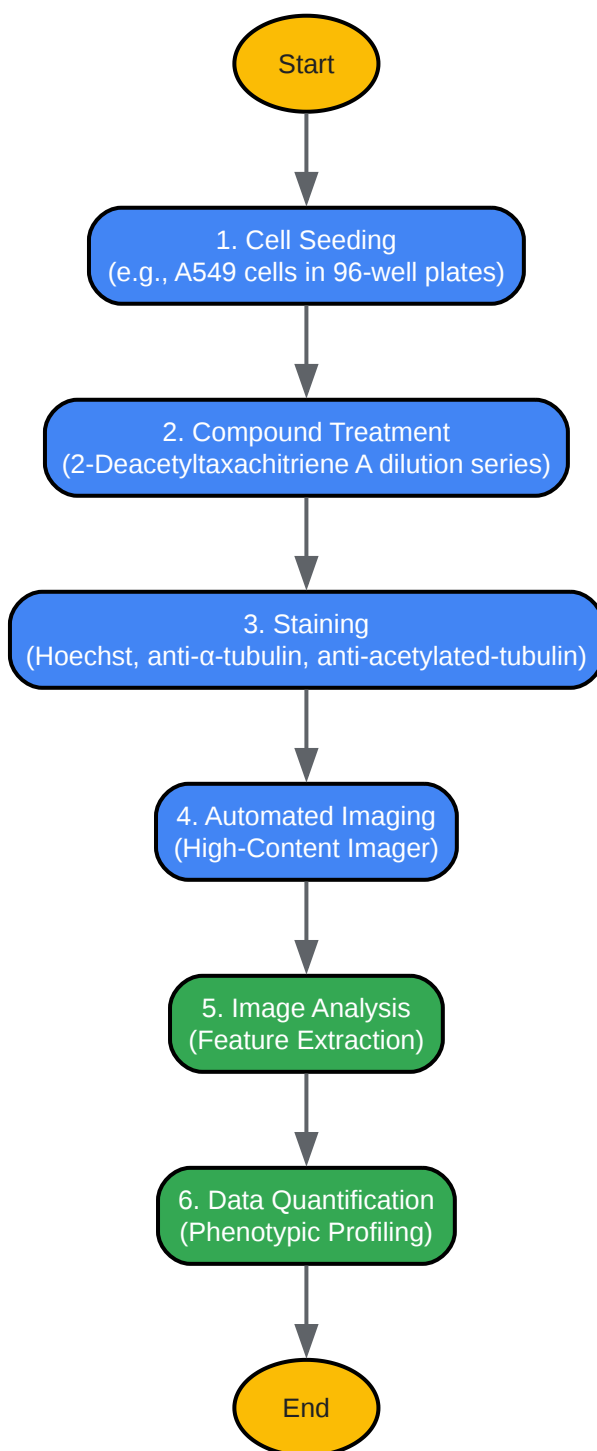 Start
1. Cell Seeding
(e.g., A549 cells in 96-well plates)
2. Compound Treatment
(2-Deacetyltaxachitriene A dilution series)
3. Staining
(Hoechst, anti-α-tubulin, anti-acetylated-tubulin)
4. Automated Imaging
(High-Content Imager)
5. Image Analysis
(Feature Extraction)
6. Data Quantification
(Phenotypic Profiling)
End